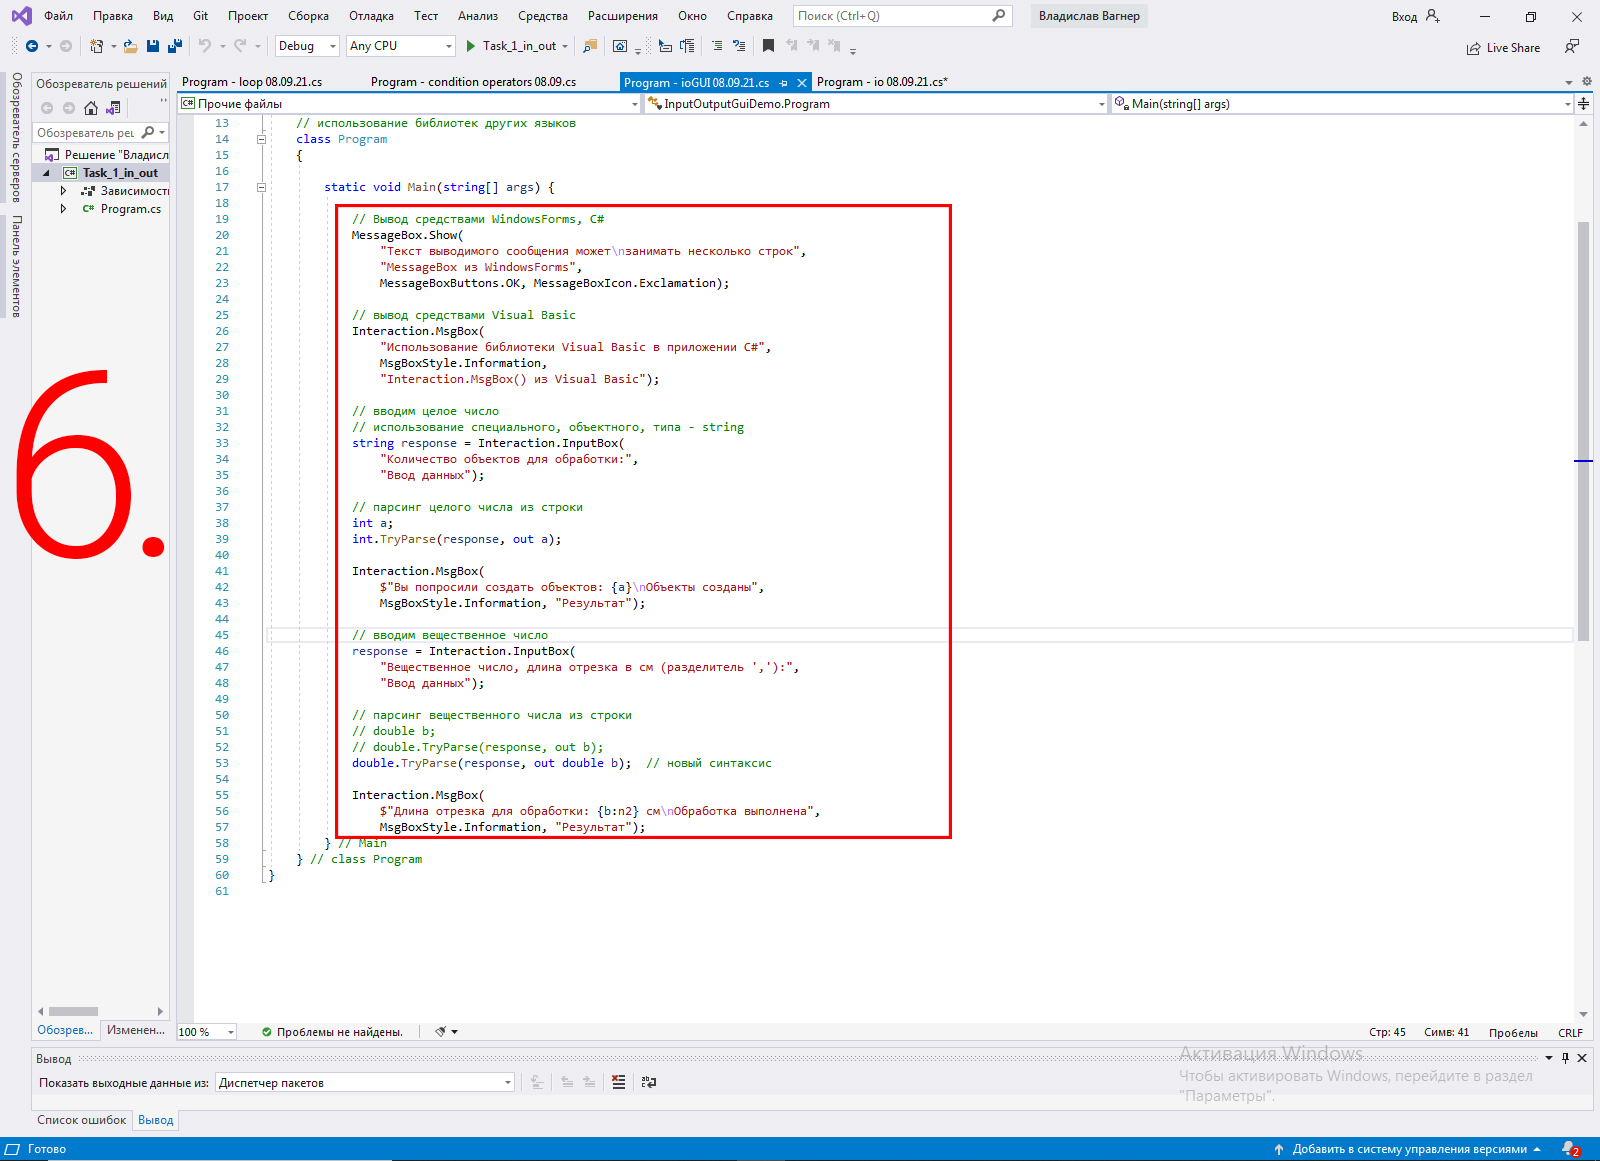 Файл Правка Вид Git Проект Сборка Отладка Тест Анализ Средства Расширения Окно Справка Поиск (Ctrl+Q) Владислав Вагнер Вход
Debug Any CPU Task_1_in_out Live Share
Обозреватель серверов
Панель элементов
Обозреватель решений
Обозреватель реш
Решение "Владисл
Task_1_in_out
Зависимост
Program.cs
Program - loop 08.09.21.cs Program - condition operators 08.09.cs Program - ioGUI 08.09.21.cs Program - io 08.09.21.cs*
Прочие файлы InputOutputGuiDemo.Program Main(string[] args)
13 // использование библиотек других языков
14 class Program
15 {
16
17 static void Main(string[] args) {
18
19 // Вывод средствами WindowsForms, C#
20 MessageBox.Show(
21 "Текст выводимого сообщения может\nзанимать несколько строк",
22 "MessageBox из WindowsForms",
23 MessageBoxButtons.OK, MessageBoxIcon.Exclamation);
24
25 // вывод средствами Visual Basic
26 Interaction.MsgBox(
27 "Использование библиотеки Visual Basic в приложении C#",
28 MsgBoxStyle.Information,
29 "Interaction.MsgBox() из Visual Basic");
30
31 // вводим целое число
32 // использование специального, объектного, типа - string
33 string response = Interaction.InputBox(
34 "Количество объектов для обработки:",
35 "Ввод данных");
36
37 // парсинг целого числа из строки
38 int a;
39 int.TryParse(response, out a);
40
41 Interaction.MsgBox(
42 $"Вы попросили создать объектов: {a}\nОбъекты созданы",
43 MsgBoxStyle.Information, "Результат");
44
45 // вводим вещественное число
46 response = Interaction.InputBox(
47 "Вещественное число, длина отрезка в см (разделитель ','):",
48 "Ввод данных");
49
50 // парсинг вещественного числа из строки
51 // double b;
52 // double.TryParse(response, out b);
53 double.TryParse(response, out double b); // новый синтаксис
54
55 Interaction.MsgBox(
56 $"Длина отрезка для обработки: {b:n2} см\nОбработка выполнена",
57 MsgBoxStyle.Information, "Результат");
58 } // Main
59 } // class Program
60 }
61
6.
Обозрев... Изменен...
100 % Проблемы не найдены. Стр: 45 Симв: 41 Пробелы CRLF
Вывод
Показать выходные данные из: Диспетчер пакетов
Активация Windows
Чтобы активировать Windows, перейдите в раздел
"Параметры".
Список ошибок Вывод
Готово Добавить в систему управления версиями 2